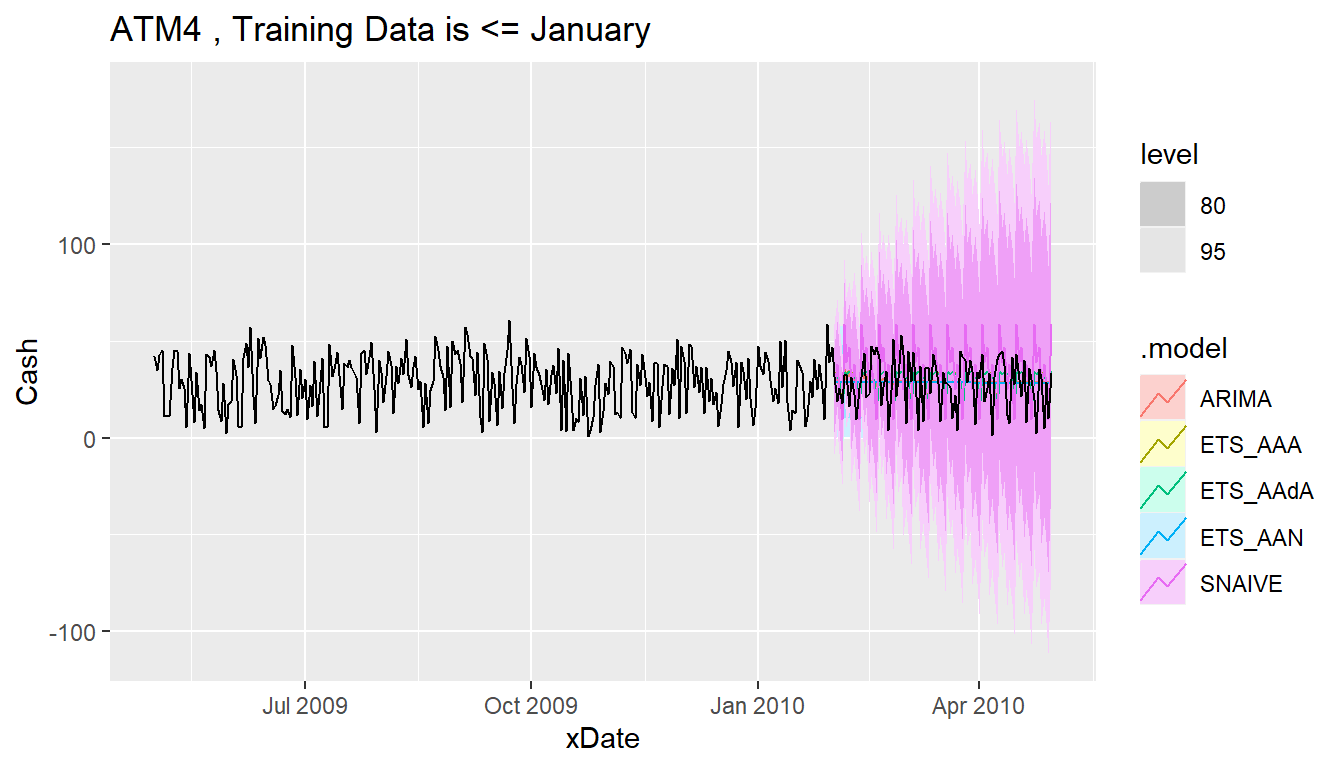 ATM4 , Training Data is <= January
Cash
100
0
-100
Jul 2009
Oct 2009
Jan 2010
Apr 2010
xDate
level
80
95
.model
ARIMA
ETS_AAA
ETS_AAdA
ETS_AAN
SNAIVE